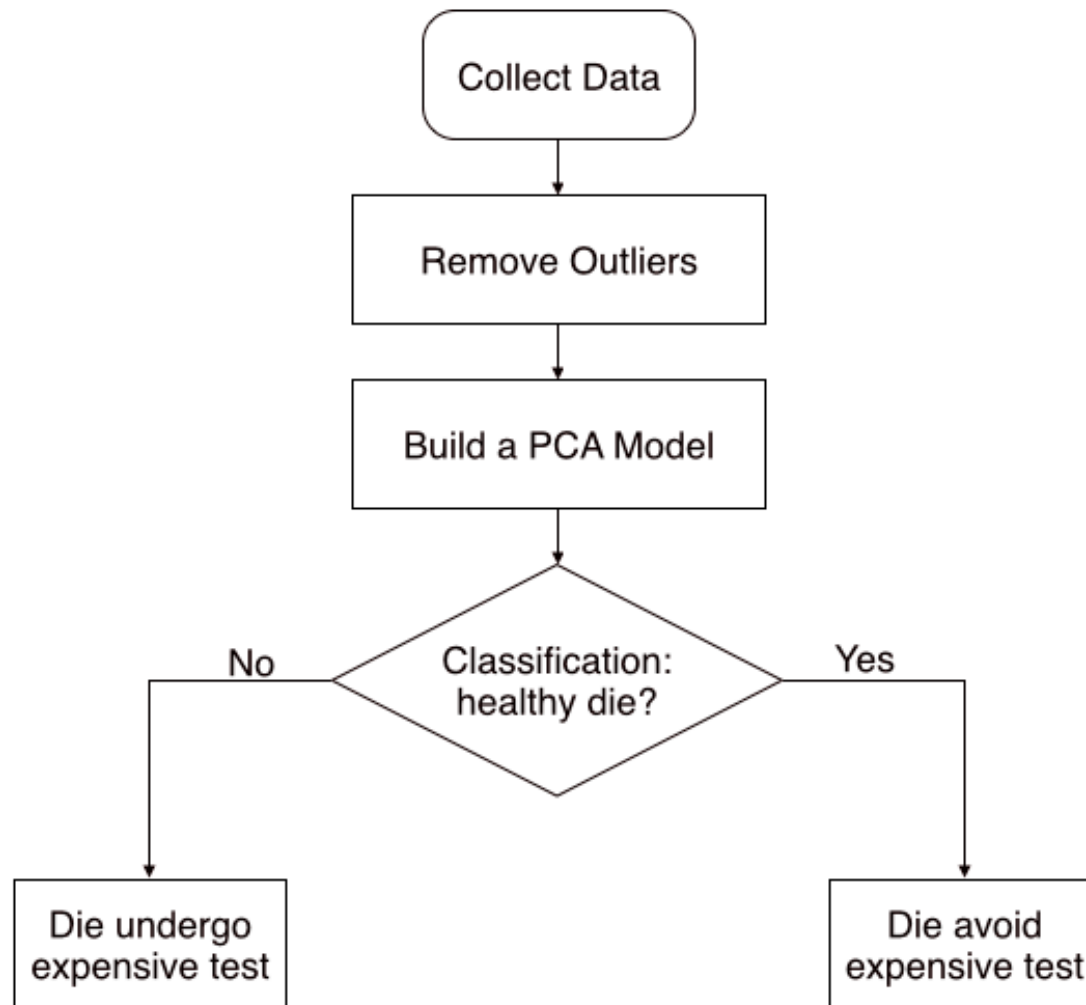 Collect Data
Remove Outliers
Build a PCA Model
Classification:
healthy die?
No
Yes
Die undergo
expensive test
Die avoid
expensive test